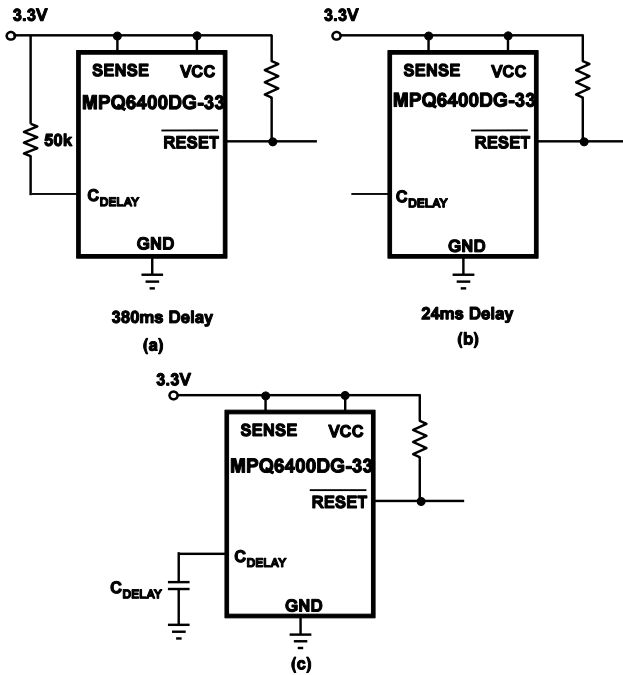 3.3V
SENSE VCC
MPQ6400DG-33
RESET
50k
CDELAY
GND
380ms Delay
(a)
3.3V
SENSE VCC
MPQ6400DG-33
RESET
CDELAY
GND
24ms Delay
(b)
3.3V
SENSE VCC
MPQ6400DG-33
RESET
CDELAY
CDELAY
GND
(c)